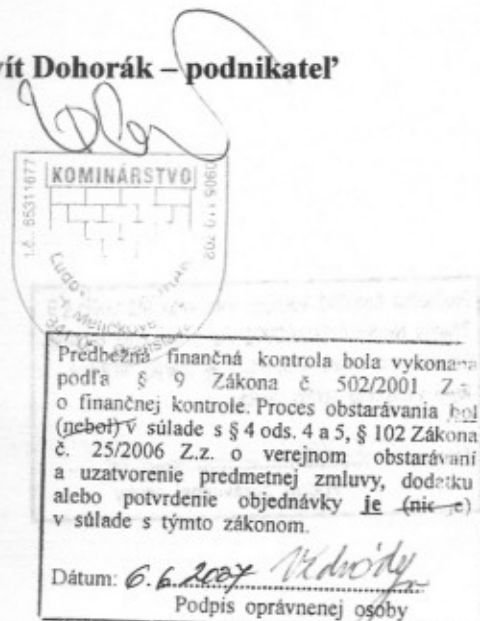 vít Dohorák – podnikateľ
KOMINÁRSTVO
Predbežná finančná kontrola bola vykonaná
podľa § 9 Zákona č. 502/2001 Z.z.
o finančnej kontrole. Proces obstarávania bol
(nebol) v súlade s § 4 ods. 4 a 5, § 102 Zákona
č. 25/2006 Z.z. o verejnom obstarávaní
a uzatvorenie predmetnej zmluvy, dodatku
alebo potvrdenie objednávky je (nie je)
v súlade s týmto zákonom.
Dátum: 6.6.2007
Podpis oprávnenej osoby